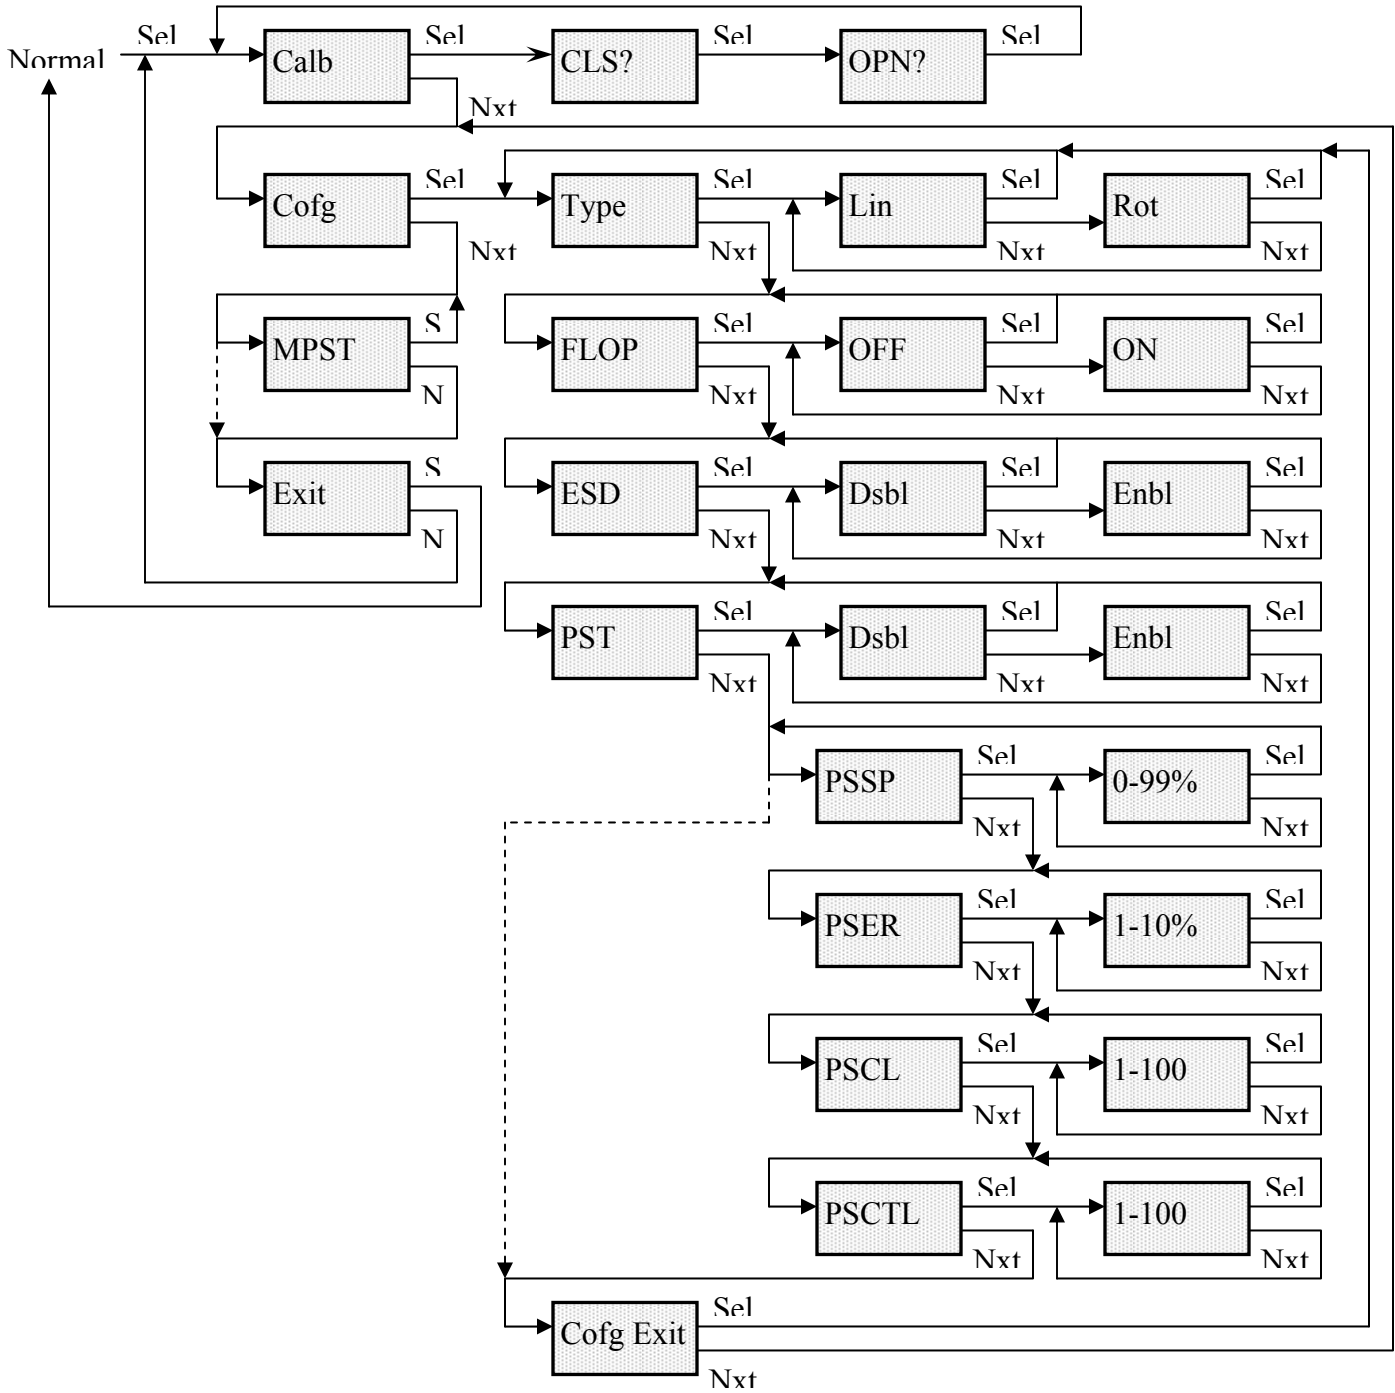 Sel Sel Sel Sel
Normal Calb CLS? OPN?
Nxt
Sel Sel Sel Sel
Cofg Type Lin Rot
Nxt Nxt Nxt Nxt
S Sel Sel Sel
MPST FLOP OFF ON
N Nxt Nxt Nxt
S Sel Sel Sel
Exit ESD Dsbl Enbl
N Nxt Nxt Nxt
Sel Sel Sel
PST Dsbl Enbl
Nxt Nxt Nxt
Sel Sel
PSSP 0-99%
Nxt Nxt
Sel Sel
PSER 1-10%
Nxt Nxt
Sel Sel
PSCL 1-100
Nxt Nxt
Sel Sel
PSCTL 1-100
Nxt Nxt
Sel
Cofg Exit
Nxt